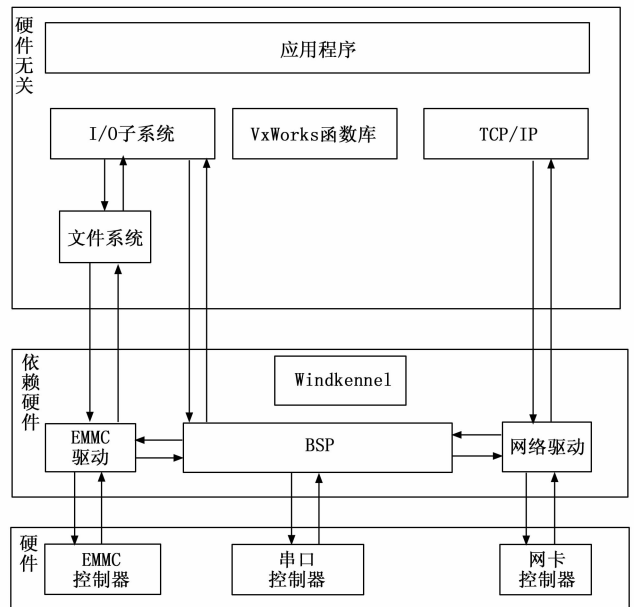 硬件无关
应用程序
I/O子系统
VxWorks函数库
TCP/IP
文件系统
依赖硬件
Windkennel
EMMC
驱动
BSP
网络驱动
硬件
EMMC
控制器
串口
控制器
网卡
控制器